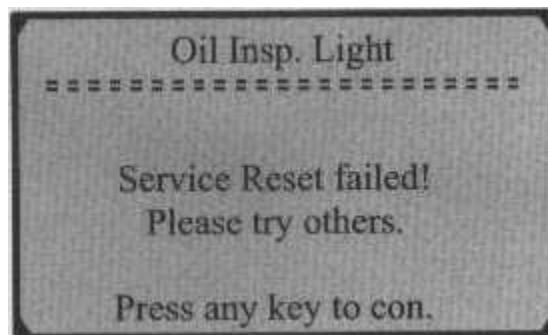 Oil Insp. Light
=======================
Service Reset failed!
Please try others.
Press any key to con.